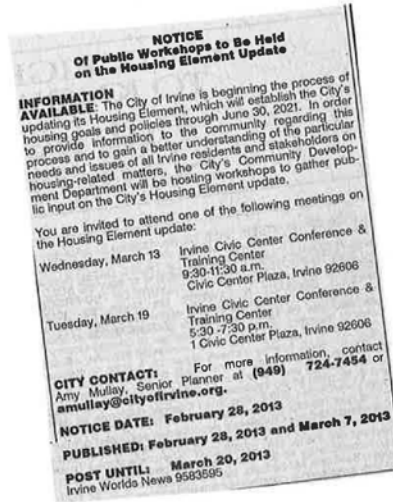 NOTICE
Of Public Workshops to Be Held
on the Housing Element Update
INFORMATION
AVAILABLE: The City of Irvine is beginning the process of
updating its Housing Element, which will establish the City's
housing goals and policies through June 30, 2021. In order
to provide information to the community regarding this
process and to gain a better understanding of the particular
needs and issues of all Irvine residents and stakeholders on
housing-related matters, the City's Community Develop-
ment Department will be hosting workshops to gather pub-
lic input on the City's Housing Element update.
You are invited to attend one of the following meetings on
the Housing Element update:
Wednesday, March 13 Irvine Civic Center Conference &
Training Center
9:30-11:30 a.m.
Civic Center Plaza, Irvine 92606
Tuesday, March 19 Irvine Civic Center Conference &
Training Center
5:30 -7:30 p.m.
1 Civic Center Plaza, Irvine 92606
CITY CONTACT: For more information, contact
Amy Mullay, Senior Planner at (949) 724-7454 or
amullay@cityofirvine.org.
NOTICE DATE: February 28, 2013
PUBLISHED: February 28, 2013 and March 7, 2013
POST UNTIL: March 20, 2013
Irvine Worlds News 9583595